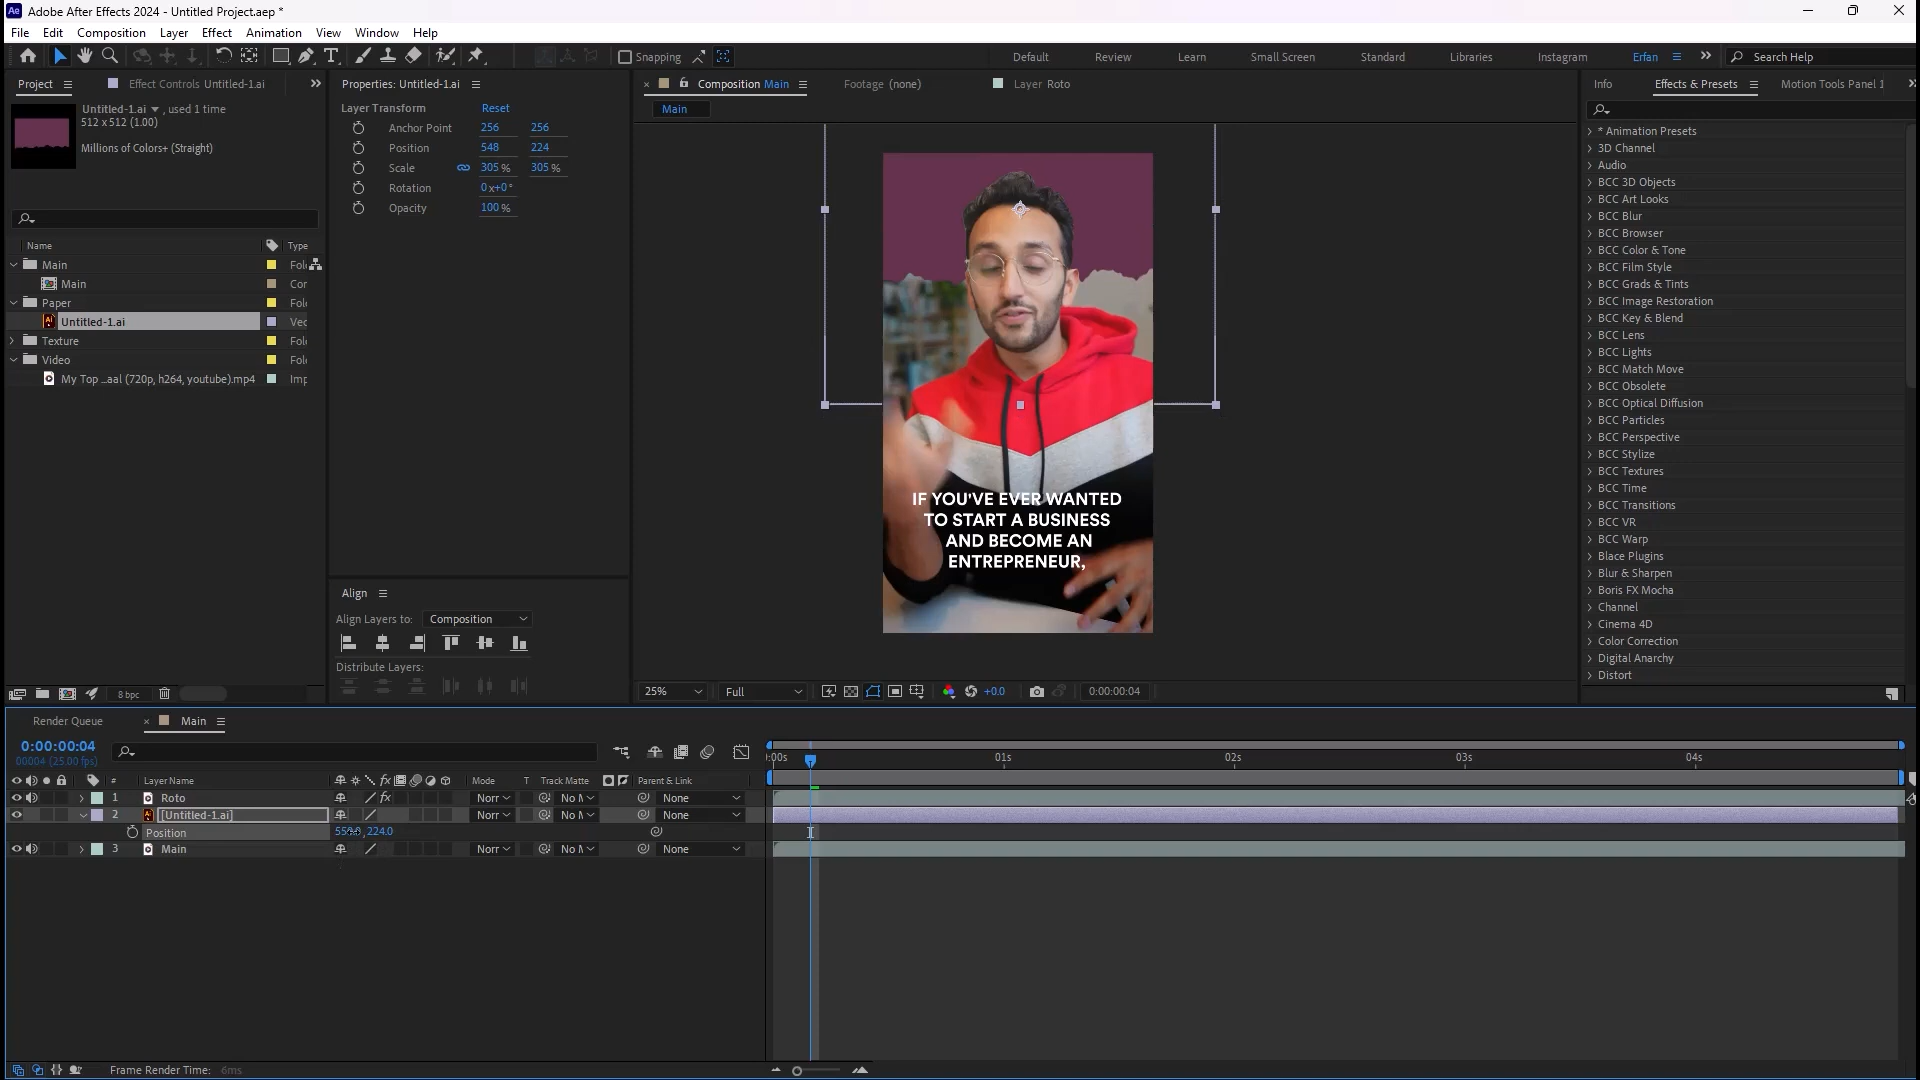 Adobe After Effects 2024 - Untitled Project.aep *
File Edit Composition Layer Effect Animation View Window Help
Snapping
Default Review Learn Small Screen Standard Libraries Instagram Erfan Search Help
Project Effect Controls Untitled-1.ai
Untitled-1.ai , used 1 time
512 x 512 (1.00)
Millions of Colors+ (Straight)
Name Type
Main
Main
Paper
Untitled-1.ai
Texture
Video
My Top ...aal (720p, h264, youtube).mp4
8 bpc
Properties: Untitled-1.ai
Layer Transform Reset
Anchor Point 256 256
Position 548 224
Scale 305 % 305 %
Rotation 0x+0°
Opacity 100 %
Align
Align Layers to: Composition
Distribute Layers:
Composition Main Footage (none) Layer Roto
Main
IF YOU'VE EVER WANTED
TO START A BUSINESS
AND BECOME AN
ENTREPRENEUR,
25% Full +0.0 0:00:00:04
Info Effects & Presets Motion Tools Panel 1
* Animation Presets
3D Channel
Audio
BCC 3D Objects
BCC Art Looks
BCC Blur
BCC Browser
BCC Color & Tone
BCC Film Style
BCC Grads & Tints
BCC Image Restoration
BCC Key & Blend
BCC Lens
BCC Lights
BCC Match Move
BCC Obsolete
BCC Optical Diffusion
BCC Particles
BCC Perspective
BCC Stylize
BCC Textures
BCC Time
BCC Transitions
BCC VR
BCC Warp
Blace Plugins
Blur & Sharpen
Boris FX Mocha
Channel
Cinema 4D
Color Correction
Digital Anarchy
Distort
Render Queue Main
0:00:00:04
00004 (25.00 fps)
# Layer Name Mode T Track Matte Parent & Link
1 Roto Norr No M None
2 [Untitled-1.ai] Norr No M None
Position 224.0
3 Main Norr No M None
:00s 01s 02s 03s 04s
Frame Render Time: 6ms